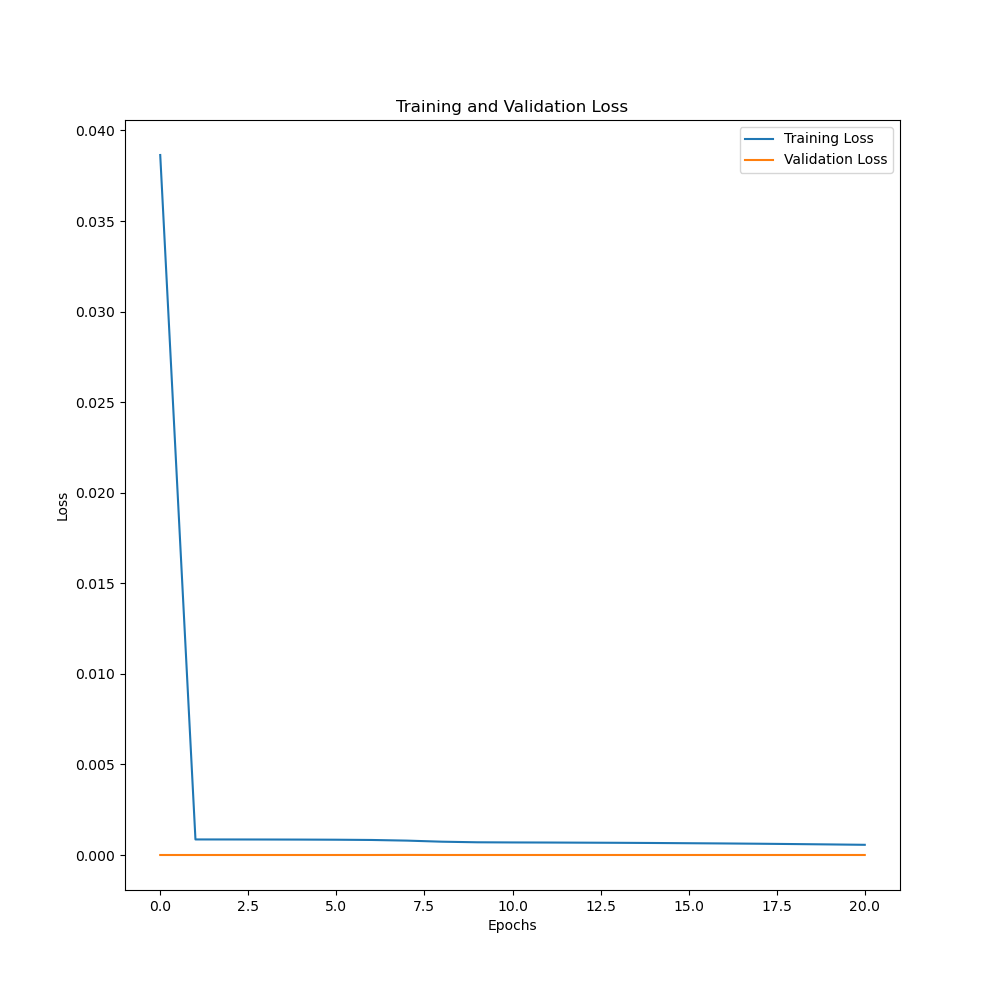 Training and Validation Loss
Training Loss
Validation Loss
0.040
0.035
0.030
0.025
0.020
0.015
0.010
0.005
0.000
Loss
0.0 2.5 5.0 7.5 10.0 12.5 15.0 17.5 20.0
Epochs